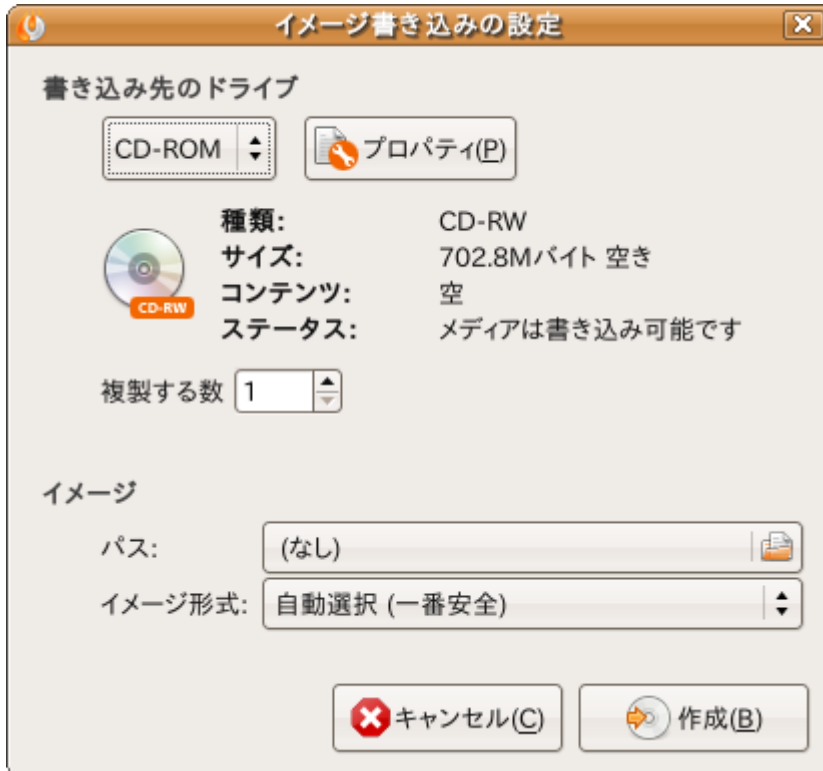 イメージ書き込みの設定
書き込み先のドライブ
CD-ROM プロパティ(P)
種類: CD-RW
サイズ: 702.8Mバイト 空き
コンテンツ: 空
ステータス: メディアは書き込み可能です
CD-RW
複製する数 1
イメージ
パス: (なし)
イメージ形式: 自動選択 (一番安全)
キャンセル(C) 作成(B)